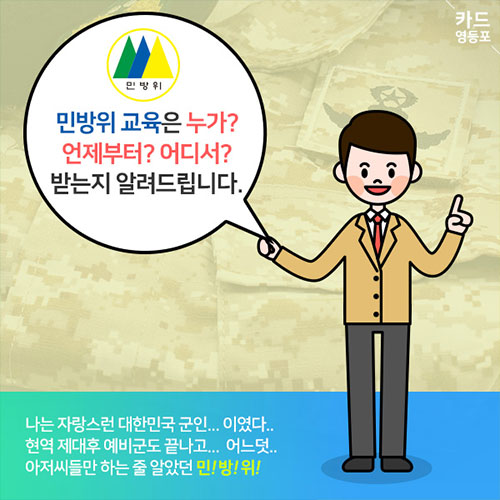 카드
영등포
민방위
민방위 교육은 누가?
언제부터? 어디서?
받는지 알려드립니다.
나는 자랑스런 대한민국 군인... 이였다..
현역 제대후 예비군도 끝나고... 어느덧..
아저씨들만 하는 줄 알았던 민!방!위!